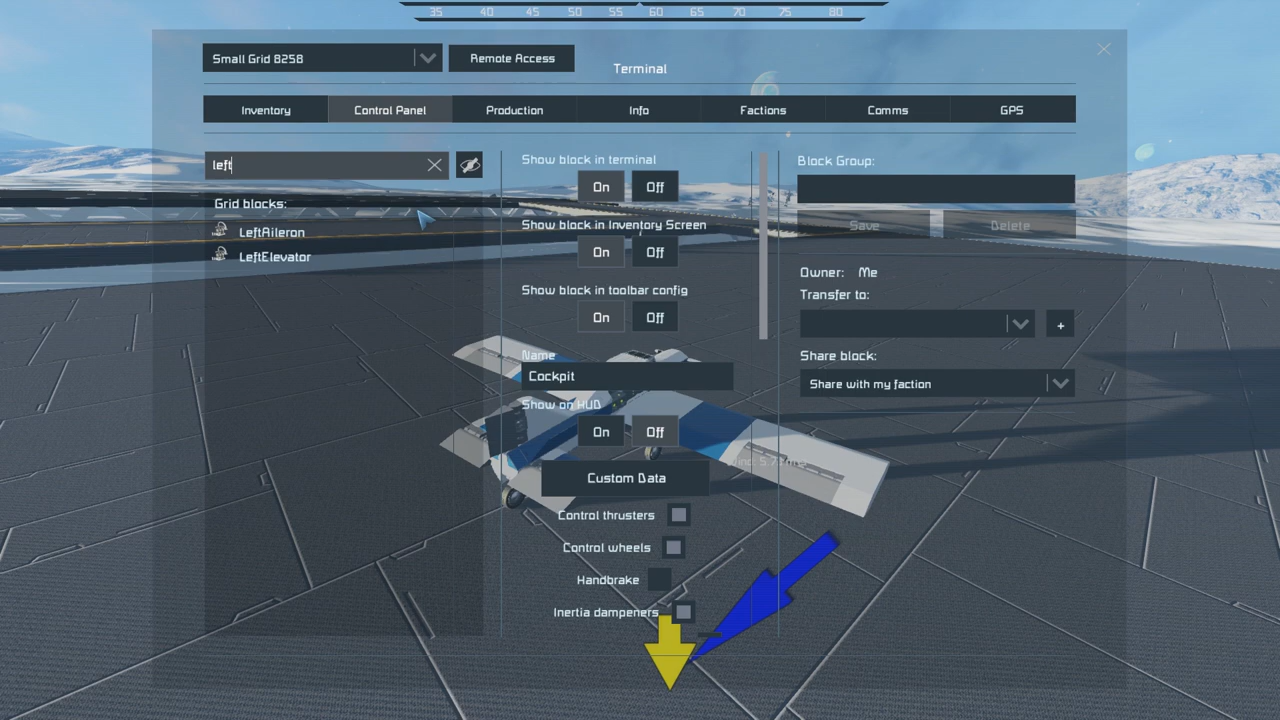 35 40 45 50 55 60 65 70 75 80
Small Grid 8258
Remote Access
Terminal
Inventory
Control Panel
Production
Info
Factions
Comms
GPS
left
Grid blocks:
LeftAileron
LeftElevator
Show block in terminal
On
Off
Show block in Inventory Screen
On
Off
Show block in toolbar config
On
Off
Name
Cockpit
Show on HUD
On
Off
Custom Data
Control thrusters
Control wheels
Handbrake
Inertia dampeners
Block Group:
Save
Delete
Owner: Me
Transfer to:
+
Share block:
Share with my faction